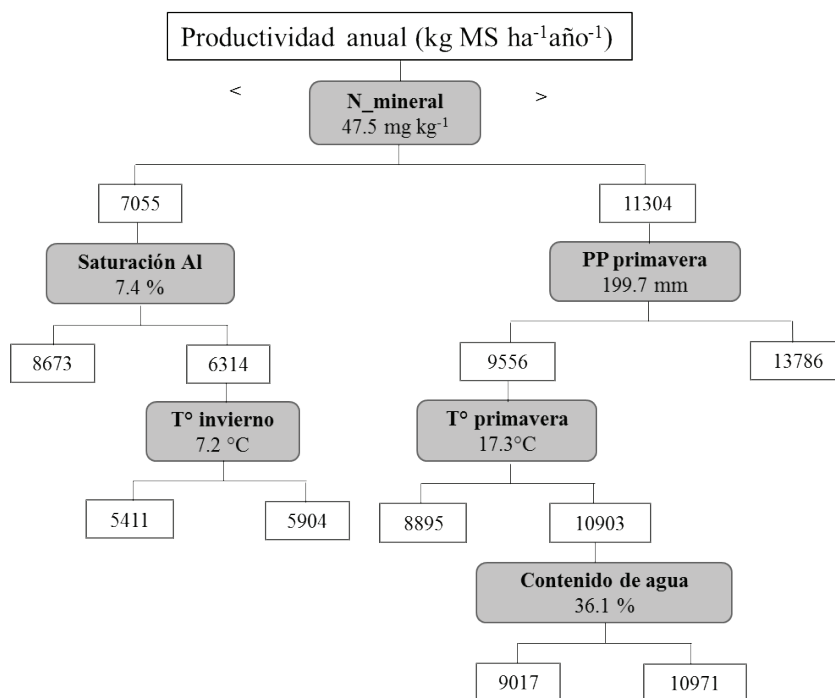 Productividad anual (kg MS ha⁻¹año⁻¹)
< >
N_mineral
47.5 mg kg⁻¹
7055 11304
Saturación Al PP primavera
7.4 % 199.7 mm
8673 6314 9556 13786
T° invierno T° primavera
7.2 °C 17.3°C
5411 5904 8895 10903
Contenido de agua
36.1 %
9017 10971